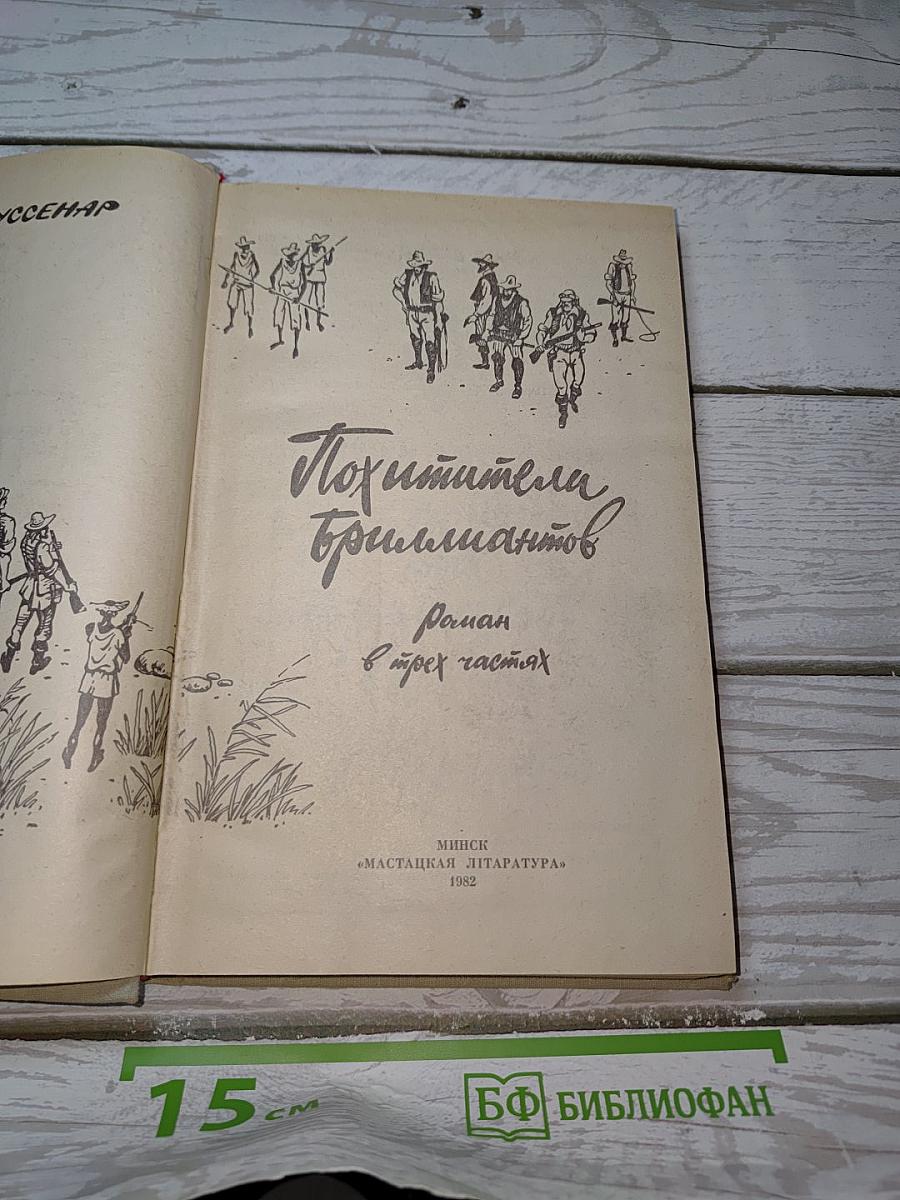 УССЕНАР
Похитители
Бриллиантов
роман
в трех частях
МИНСК
«МАСТАЦКАЯ ЛІТАРАТУРА»
1982
15 см
БФ БИБЛИОФАН